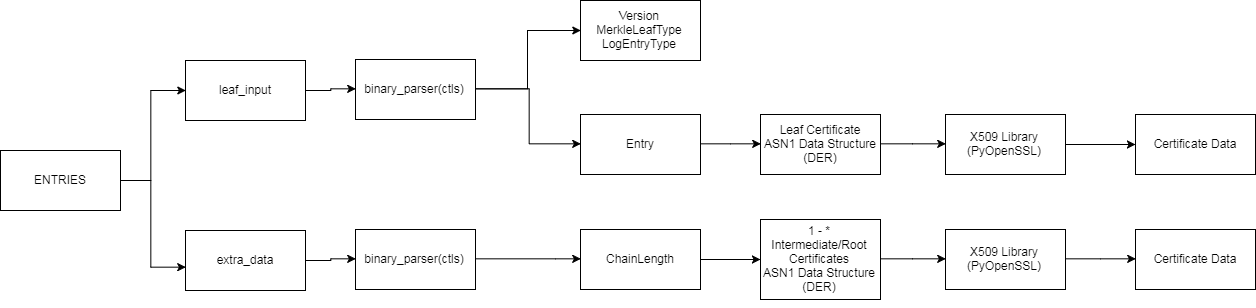 Version
MerkleLeafType
LogEntryType
leaf_input
binary_parser(ctls)
Entry
Leaf Certificate
ASN1 Data Structure
(DER)
X509 Library
(PyOpenSSL)
Certificate Data
ENTRIES
extra_data
binary_parser(ctls)
ChainLength
1 - *
Intermediate/Root
Certificates
ASN1 Data Structure
(DER)
X509 Library
(PyOpenSSL)
Certificate Data